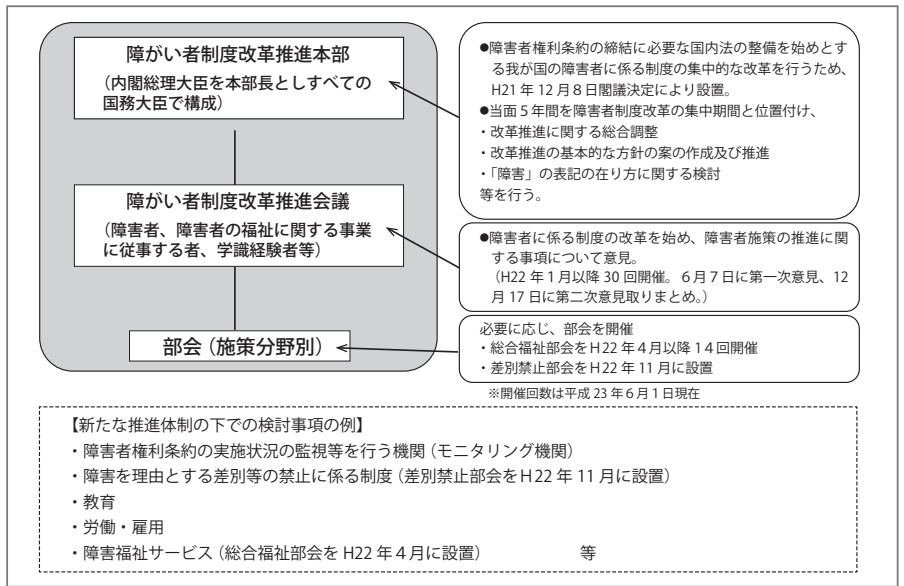 障がい者制度改革推進本部
(内閣総理大臣を本部長としすべての
国務大臣で構成)
●障害者権利条約の締結に必要な国内法の整備を始めとす
る我が国の障害者に係る制度の集中的な改革を行うため、
H21 年 12 月８日閣議決定により設置。
●当面５年間を障害者制度改革の集中期間と位置付け、
・改革推進に関する総合調整
・改革推進の基本的な方針の案の作成及び推進
・「障害」の表記の在り方に関する検討
等を行う。
障がい者制度改革推進会議
(障害者、障害者の福祉に関する事業
に従事する者、学識経験者等)
●障害者に係る制度の改革を始め、障害者施策の推進に関
する事項について意見。
(H22 年１月以降 30 回開催。６月７日に第一次意見、12
月 17 日に第二次意見取りまとめ。)
部会(施策分野別)
必要に応じ、部会を開催
・総合福祉部会をH22 年４月以降１４回開催
・差別禁止部会をH22 年 11 月に設置
※開催回数は平成 23 年６月１日現在
【新たな推進体制の下での検討事項の例】
・障害者権利条約の実施状況の監視等を行う機関(モニタリング機関)
・障害を理由とする差別等の禁止に係る制度(差別禁止部会をH22 年 11 月に設置)
・教育
・労働・雇用
・障害福祉サービス(総合福祉部会を H22 年４月に設置) 等